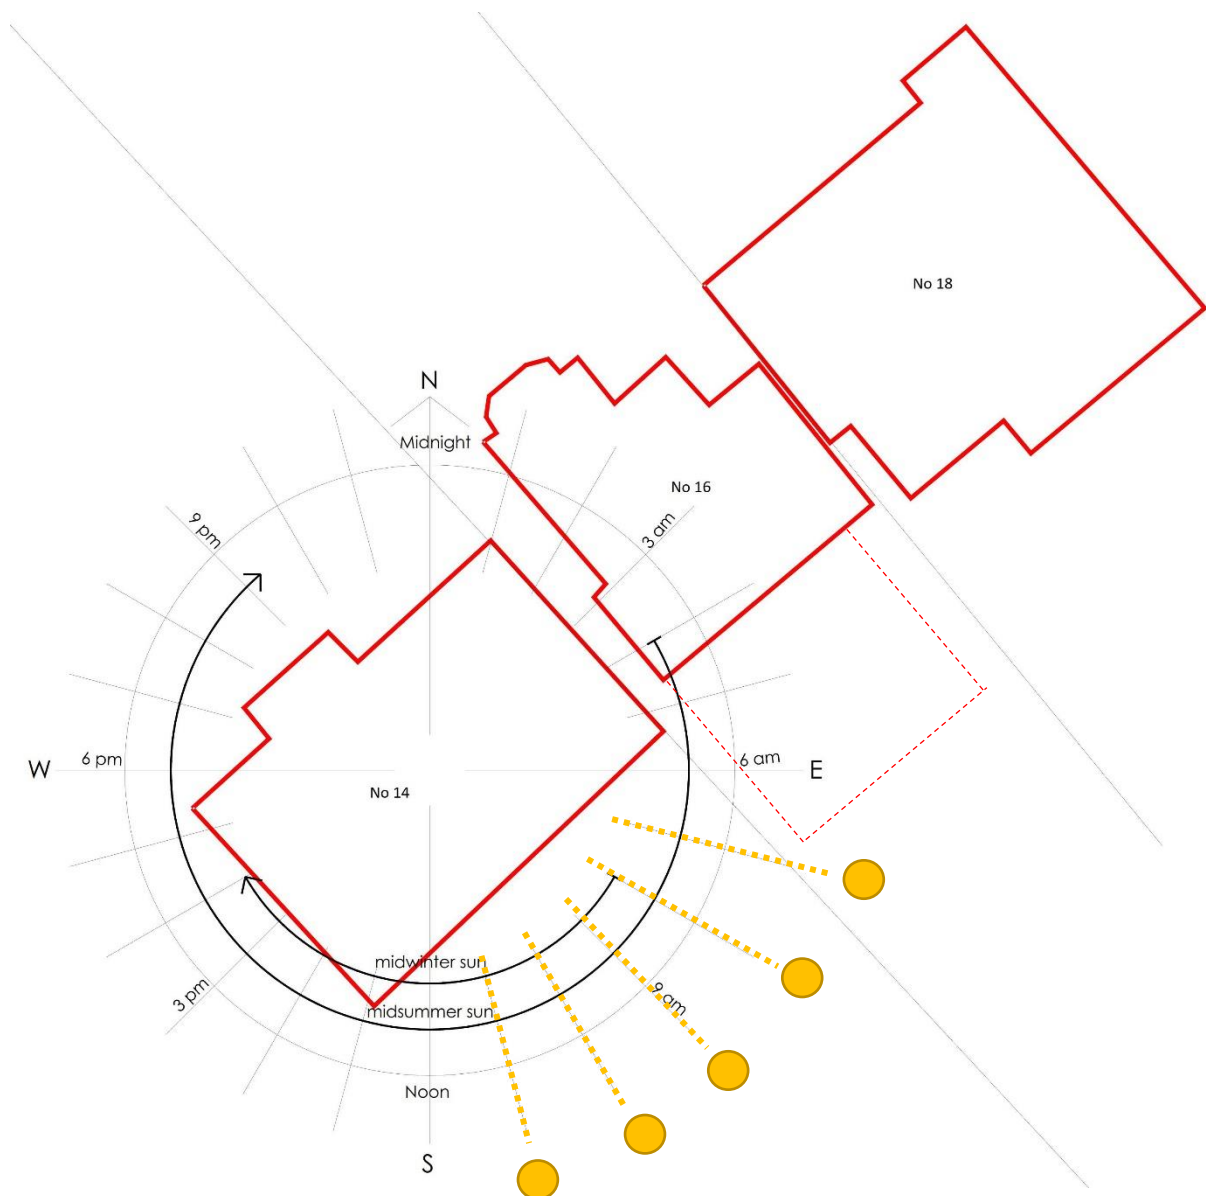 No 18
N
Midnight
No 16
9 pm
3 am
W
6 pm
6 am
E
No 14
midwinter sun
3 pm
9 am
midsummer sun
Noon
S